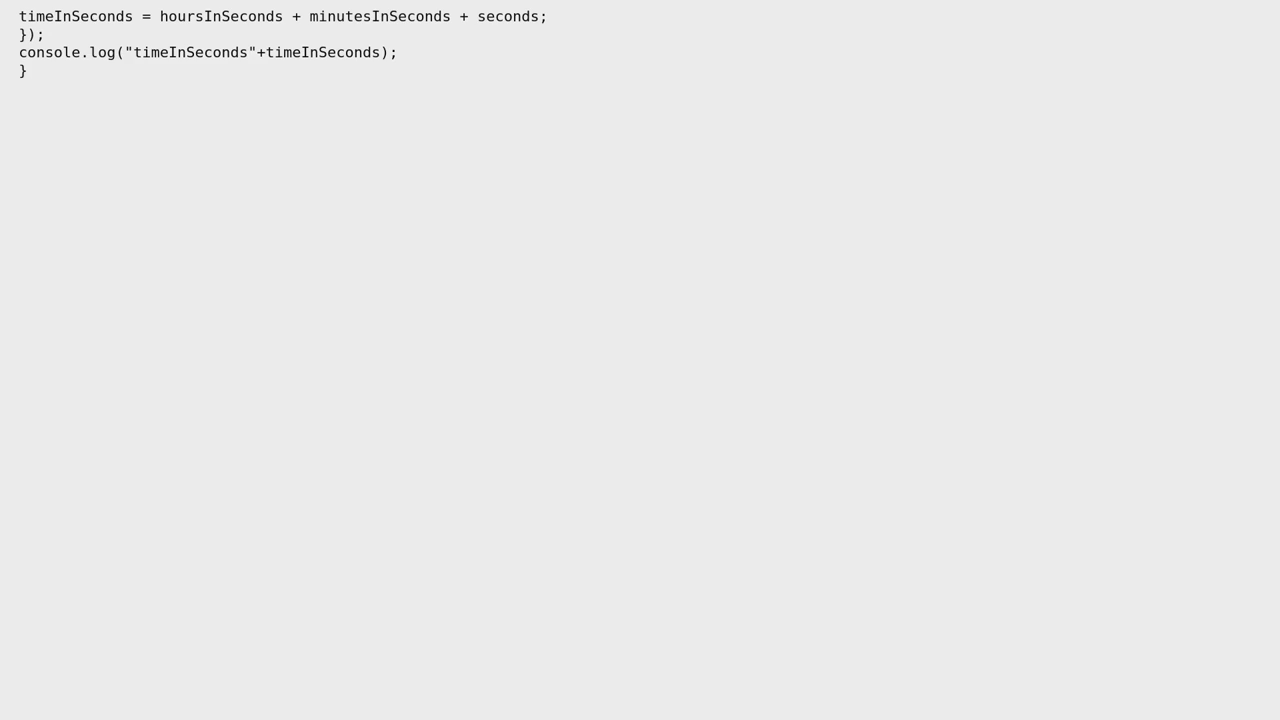 timeInSeconds = hoursInSeconds + minutesInSeconds + seconds;
});
console.log("timeInSeconds"+timeInSeconds);
}